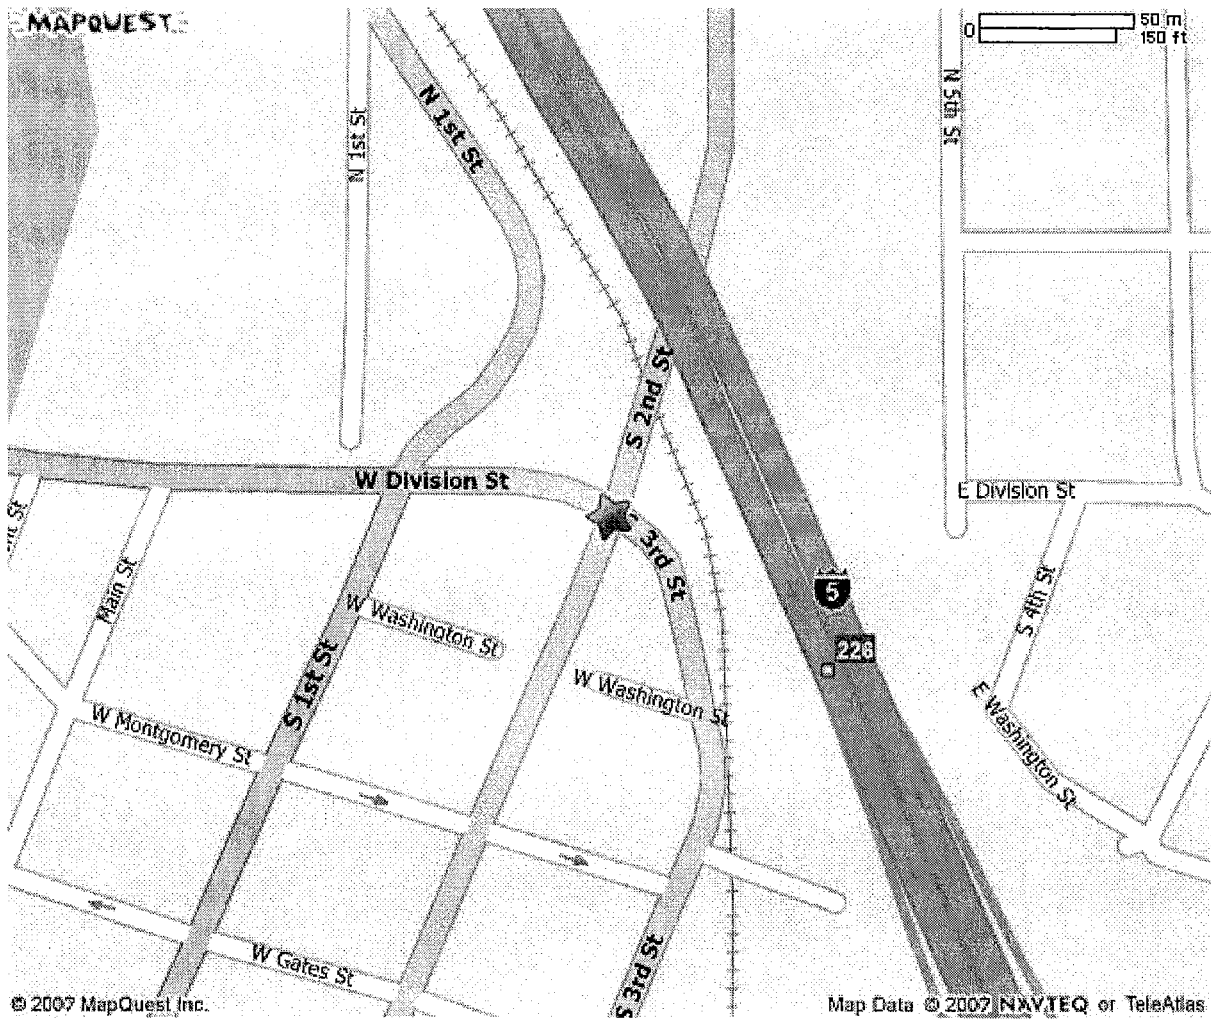 MAPQUEST
0
50 m
150 ft
N 1st St
N 1st St
N 5th St
S 2nd St
W Division St
E Division St
S 3rd St
Main St
5
S 4th St
W Washington St
226
W Washington St
S 1st St
E Washington St
W Montgomery St
W Gates St
S 3rd St
© 2007 MapQuest Inc.
Map Data © 2007 NAVTEQ or TeleAtlas